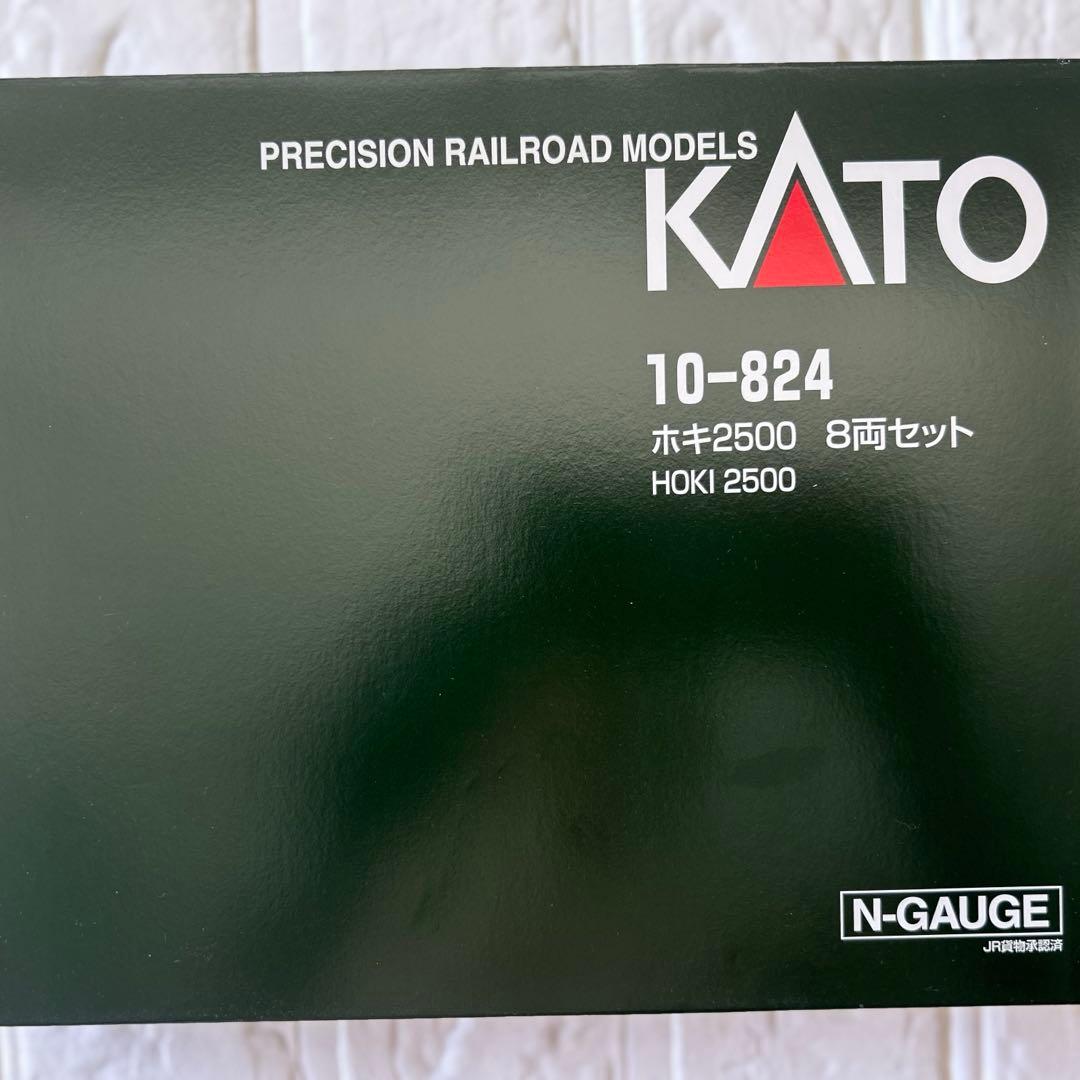 PRECISION RAILROAD MODELS
KATO
10-824
ホキ2500 8両セット
HOKI 2500
N-GAUGE
JR貨物承認済